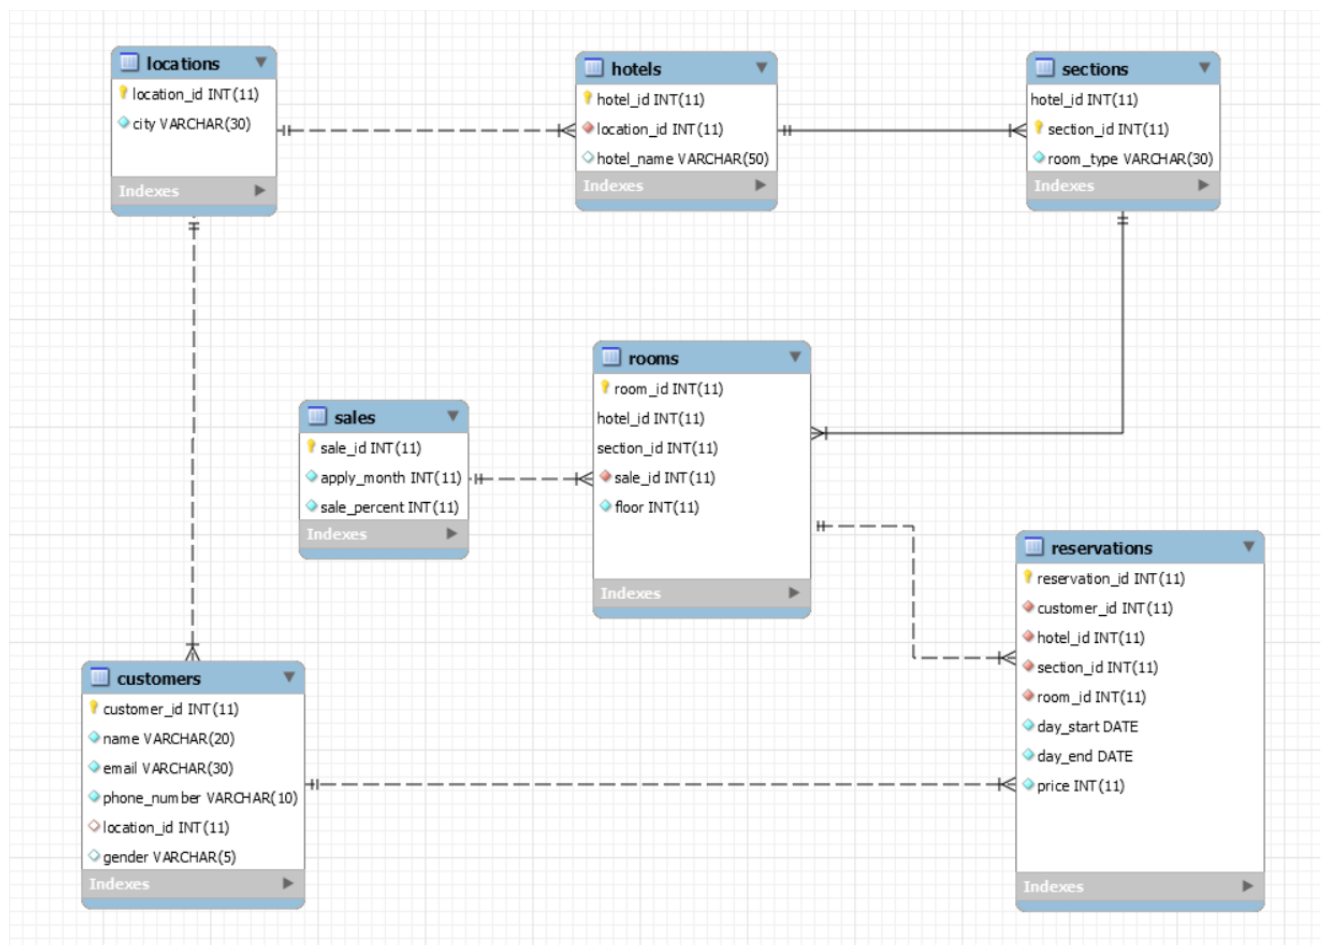 locations
location_id INT(11)
city VARCHAR(30)
Indexes
hotels
hotel_id INT(11)
location_id INT(11)
hotel_name VARCHAR(50)
Indexes
sections
hotel_id INT(11)
section_id INT(11)
room_type VARCHAR(30)
Indexes
sales
sale_id INT(11)
apply_month INT(11)
sale_percent INT(11)
Indexes
rooms
room_id INT(11)
hotel_id INT(11)
section_id INT(11)
sale_id INT(11)
floor INT(11)
Indexes
reservations
reservation_id INT(11)
customer_id INT(11)
hotel_id INT(11)
section_id INT(11)
room_id INT(11)
day_start DATE
day_end DATE
price INT(11)
Indexes
customers
customer_id INT(11)
name VARCHAR(20)
email VARCHAR(30)
phone_number VARCHAR(10)
location_id INT(11)
gender VARCHAR(5)
Indexes